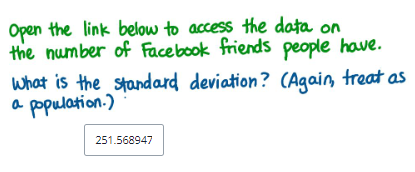 Open the link below to access the data on
the number of Facebook friends people have.
What is the standard deviation? (Again, treat as
a population.)
251.568947